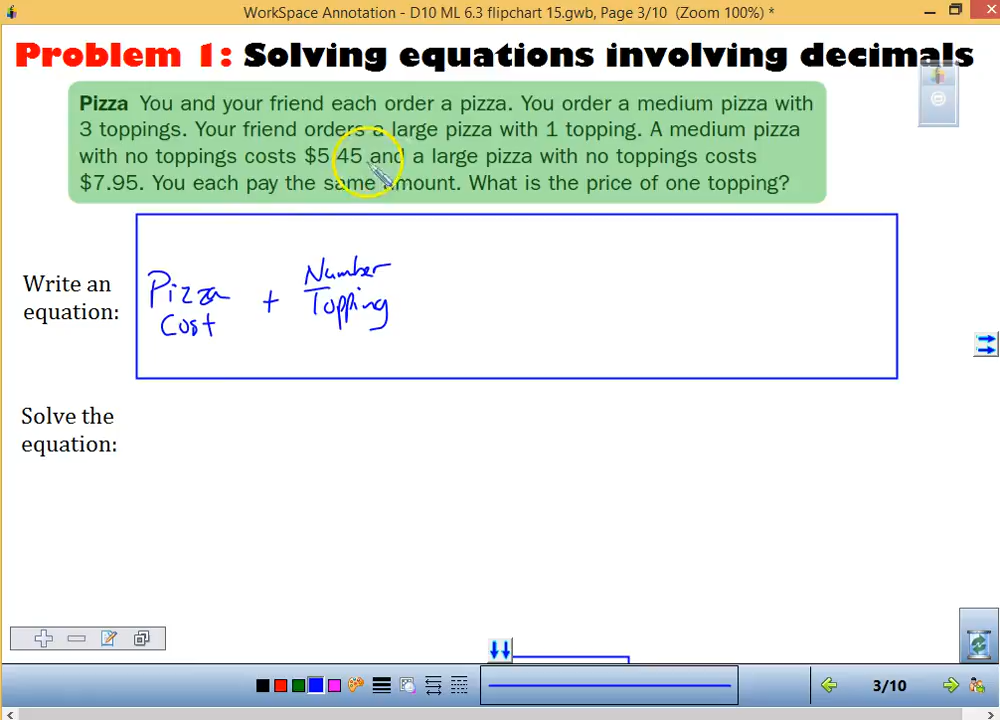 WorkSpace Annotation - D10 ML 6.3 flipchart 15.gwb, Page 3/10 (Zoom 100%) *
Problem 1: Solving equations involving decimals
Pizza You and your friend each order a pizza. You order a medium pizza with
3 toppings. Your friend orders a large pizza with 1 topping. A medium pizza
with no toppings costs $5.45 and a large pizza with no toppings costs
$7.95. You each pay the same amount. What is the price of one topping?
Write an
equation:
Pizza
Cost
+
Number
Topping
Solve the
equation:
3/10